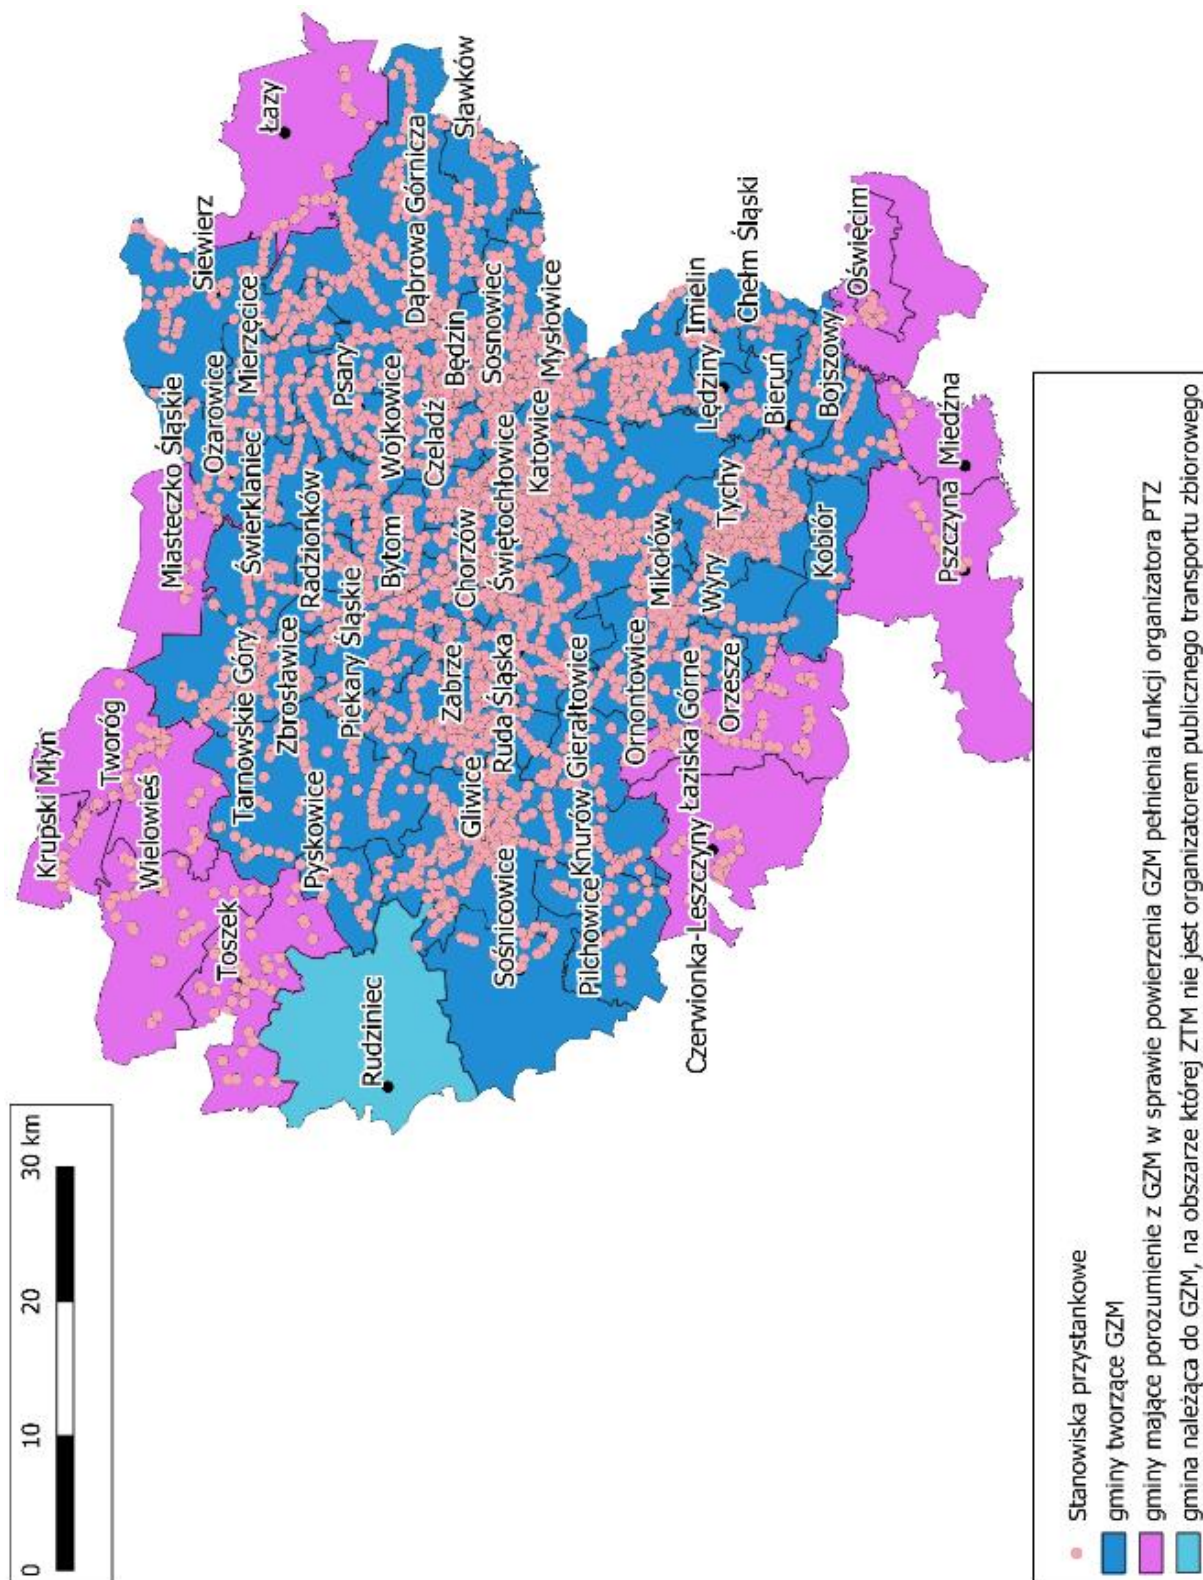 0 10 20 30 km
Krupski Młyn
Tworóg
Wielowieś
Miasteczko Śląskie
Siewierz
Łazy
Toszek
Tarnowskie Góry
Świerklaniec
Ożarowice
Mierzęcice
Zbrosławice
Radzionków
Pyskowice
Piekary Śląskie
Psary
Rudziniec
Bytom
Wojkowice
Dąbrowa Górnicza
Zabrze
Chorzów
Czeladź
Będzin
Sławków
Gliwice
Ruda Śląska
Świętochłowice
Sosnowiec
Sośnicowice
Katowice
Mysłowice
Knurów
Gierałtowice
Pilchowice
Ornontowice
Mikołów
Czerwionka-Leszczyny
Łaziska Górne
Wyry
Lędziny
Imielin
Orzesze
Tychy
Chełm Śląski
Bieruń
Kobiór
Bojszowy
Oświęcim
Pszczyna
Miedźna
Stanowiska przystankowe
gminy tworzące GZM
gminy mające porozumienie z GZM w sprawie powierzenia GZM pełnienia funkcji organizatora PTZ
gmina należąca do GZM, na obszarze której ZTM nie jest organizatorem publicznego transportu zbiorowego